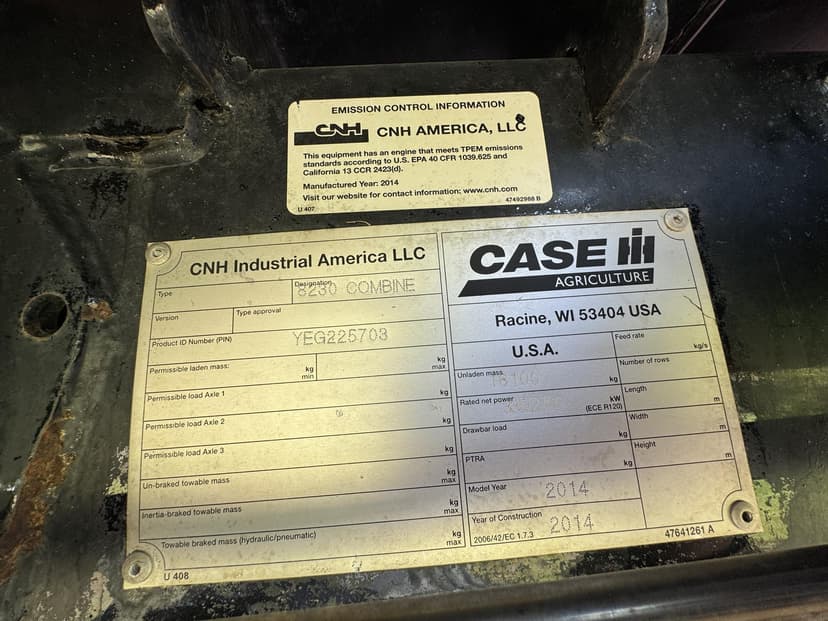 EMISSION CONTROL INFORMATION
CNH CNH AMERICA, LLC
This equipment has an engine that meets TPEM emissions
standards according to U.S. EPA 40 CFR 1039.625 and
California 13 CCR 2423(d).
Manufactured Year: 2014
Visit our website for contact information: www.cnh.com
U 407 47492988 B
CNH Industrial America LLC
Type
Designation 8230 COMBINE
Version
Type approval
Product ID Number (PIN) YEG225703
Permissible laden mass: kg min kg max
Permissible load Axle 1 kg
Permissible load Axle 2 kg
Permissible load Axle 3 kg
Un-braked towable mass kg max
Inertia-braked towable mass kg max
Towable braked mass (hydraulic/pneumatic) kg max
U 408
CASE IH
AGRICULTURE
Racine, WI 53404 USA
U.S.A.
Feed rate kg/s
Unladen mass kg
Number of rows
Rated net power kW (ECE R120)
Length m
Drawbar load kg
Width m
PTRA kg
Height m
Model Year 2014
Year of Construction 2014
2006/42/EC 1.7.3
47641261 A